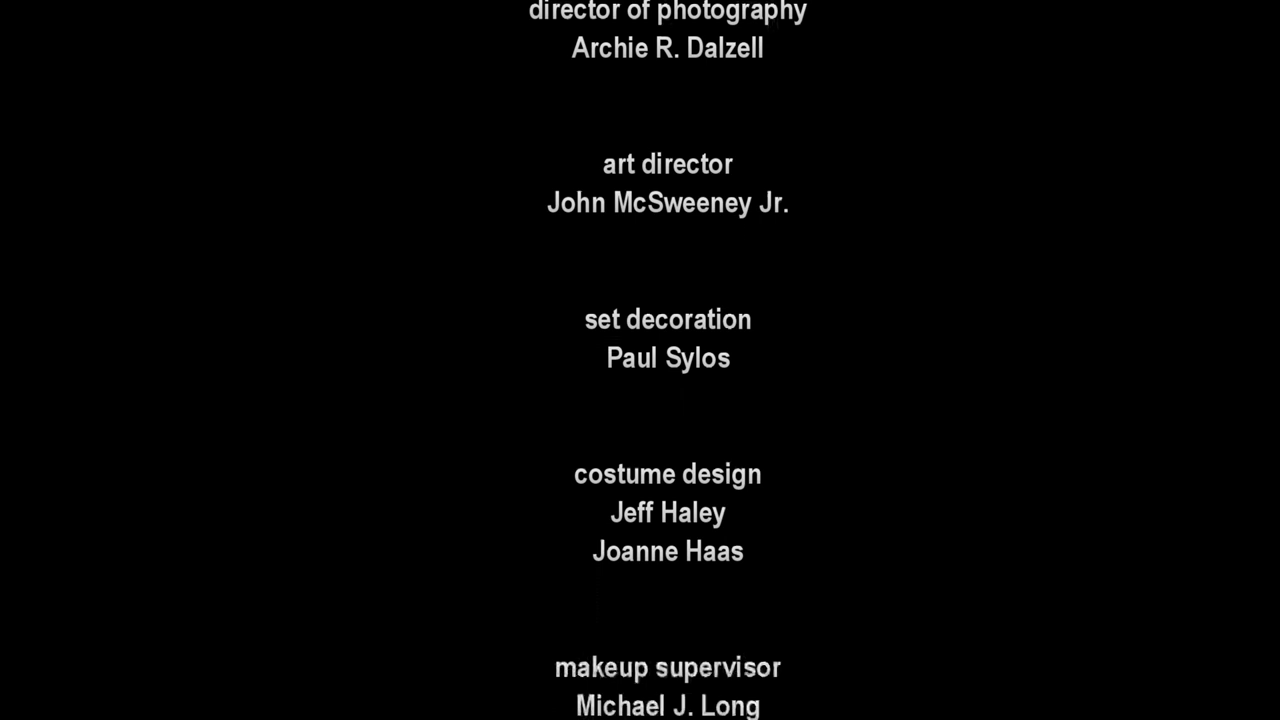 director of photography
Archie R. Dalzell
art director
John McSweeney Jr.
set decoration
Paul Sylos
costume design
Jeff Haley
Joanne Haas
makeup supervisor
Michael J. Long